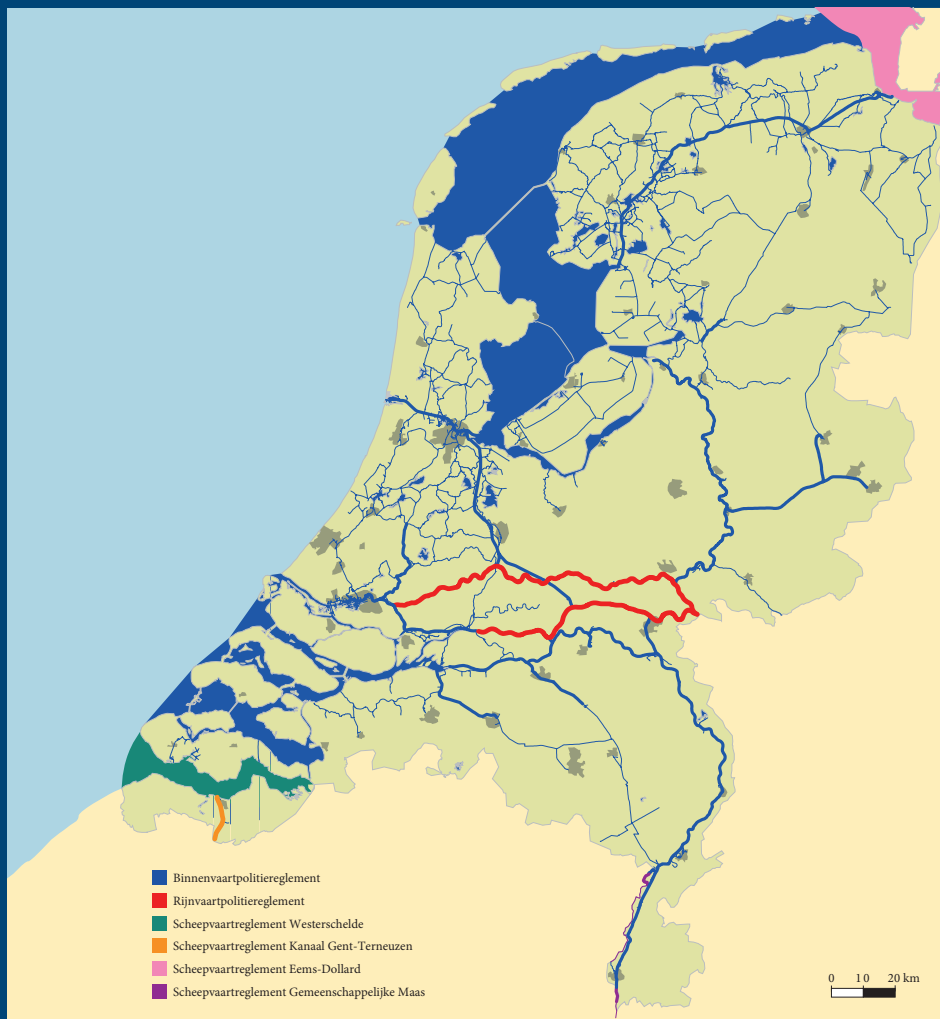 Binnenvaartpolitiereglement
Rijnvaartpolitiereglement
Scheepvaartreglement Westerschelde
Scheepvaartreglement Kanaal Gent-Terneuzen
Scheepvaartreglement Eems-Dollard
Scheepvaartreglement Gemeenschappelijke Maas
0 10 20 km